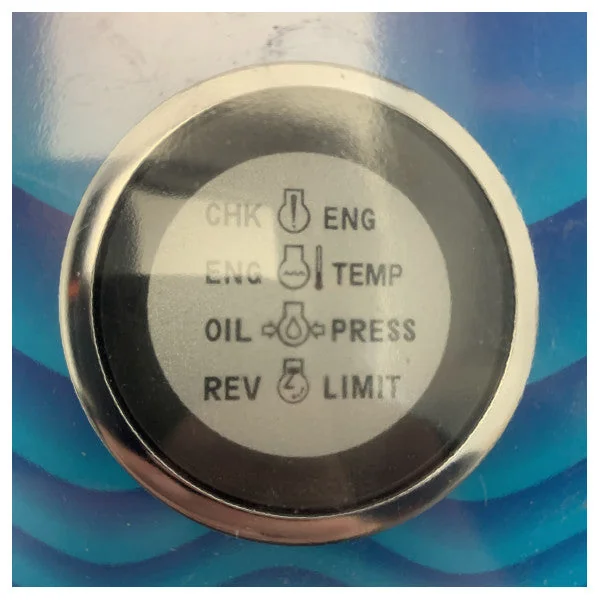 CHK ENG
ENG TEMP
OIL PRESS
REV LIMIT